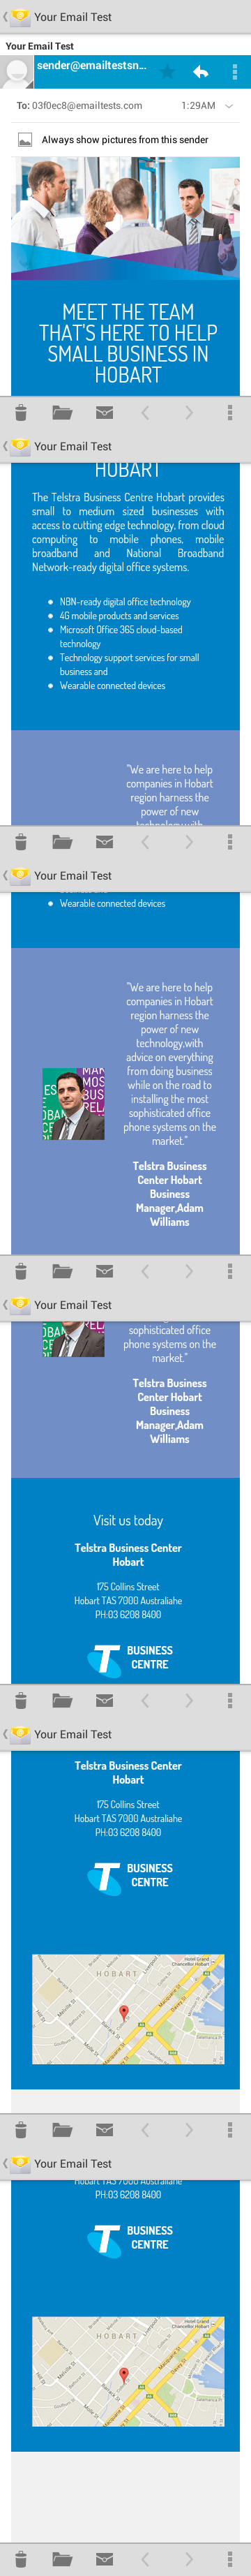 Your Email Test
Your Email Test
sender@emailtestsn...
To: 03f0ec8@emailtests.com 1:29AM
Always show pictures from this sender
MEET THE TEAM
THAT'S HERE TO HELP
SMALL BUSINESS IN
HOBART
Your Email Test
HOBART
The Telstra Business Centre Hobart provides
small to medium sized businesses with
access to cutting edge technology, from cloud
computing to mobile phones, mobile
broadband and National Broadband
Network-ready digital office systems.
NBN-ready digital office technology
4G mobile products and services
Microsoft Office 365 cloud-based
technology
Technology support services for small
business and
Wearable connected devices
"We are here to help
companies in Hobart
region harness the
power of new
technology,with
Your Email Test
Wearable connected devices
"We are here to help
companies in Hobart
region harness the
power of new
technology,with
advice on everything
from doing business
while on the road to
installing the most
sophisticated office
phone systems on the
market."
Telstra Business
Center Hobart
Business
Manager,Adam
Williams
Your Email Test
sophisticated office
phone systems on the
market."
Telstra Business
Center Hobart
Business
Manager,Adam
Williams
Visit us today
Telstra Business Center
Hobart
175 Collins Street
Hobart TAS 7000 Australiahe
PH:03 6208 8400
BUSINESS
CENTRE
Your Email Test
Telstra Business Center
Hobart
175 Collins Street
Hobart TAS 7000 Australiahe
PH:03 6208 8400
BUSINESS
CENTRE
Hotel Grand
Chancellor Hobart
HOBART
Your Email Test
Hobart TAS 7000 Australiahe
PH:03 6208 8400
BUSINESS
CENTRE
Hotel Grand
Chancellor Hobart
HOBART